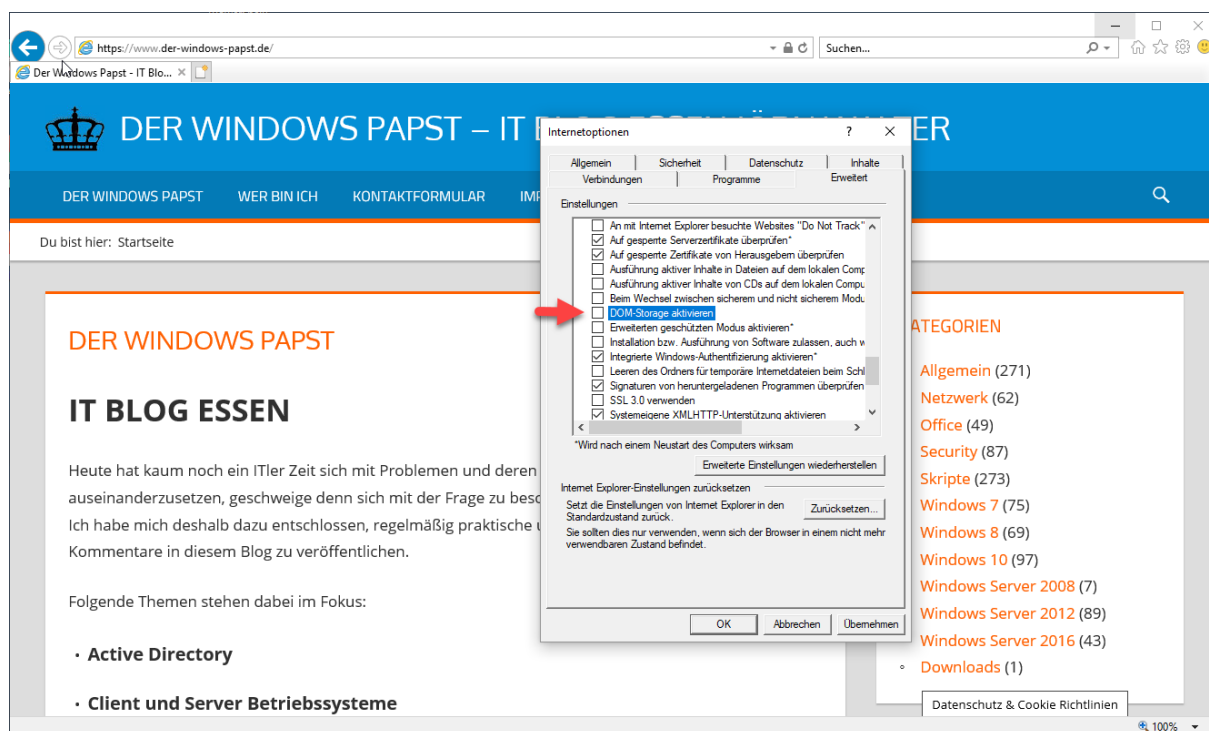 https://www.der-windows-papst.de/
Suchen...
Der Windows Papst - IT Blo...
DER WINDOWS PAPST – IT
ER
DER WINDOWS PAPST
WER BIN ICH
KONTAKTFORMULAR
Du bist hier: Startseite
DER WINDOWS PAPST
IT BLOG ESSEN
Heute hat kaum noch ein ITler Zeit sich mit Problemen und deren
auseinanderzusetzen, geschweige denn sich mit der Frage zu besc
Ich habe mich deshalb dazu entschlossen, regelmäßig praktische
Kommentare in diesem Blog zu veröffentlichen.
Folgende Themen stehen dabei im Fokus:
• Active Directory
• Client und Server Betriebssysteme
Internetoptionen
?
Allgemein
Sicherheit
Datenschutz
Inhalte
Verbindungen
Programme
Erweitert
Einstellungen
An mit Internet Explorer besuchte Websites "Do Not Track"
Auf gesperrte Serverzertifikate überprüfen*
Auf gesperrte Zertifikate von Herausgebern überprüfen
Ausführung aktiver Inhalte in Dateien auf dem lokalen Comp
Ausführung aktiver Inhalte von CDs auf dem lokalen Compu
Beim Wechsel zwischen sicherem und nicht sicherem Modu
DOM-Storage aktivieren
Erweiterten geschützten Modus aktivieren*
Installation bzw. Ausführung von Software zulassen, auch w
Integrierte Windows-Authentifizierung aktivieren*
Leeren des Ordners für temporäre Internetdateien beim Schl
Signaturen von heruntergeladenen Programmen überprüfen
SSL 3.0 verwenden
Systemeigene XMLHTTP-Unterstützung aktivieren
*Wird nach einem Neustart des Computers wirksam
Erweiterte Einstellungen wiederherstellen
Internet Explorer-Einstellungen zurücksetzen
Setzt die Einstellungen von Internet Explorer in den
Standardzustand zurück.
Zurücksetzen...
Sie sollten dies nur verwenden, wenn sich der Browser in einem nicht mehr
verwendbaren Zustand befindet.
OK
Abbrechen
Übernehmen
ATEGORIEN
Allgemein (271)
Netzwerk (62)
Office (49)
Security (87)
Skripte (273)
Windows 7 (75)
Windows 8 (69)
Windows 10 (97)
Windows Server 2008 (7)
Windows Server 2012 (89)
Windows Server 2016 (43)
Downloads (1)
Datenschutz & Cookie Richtlinien
100%